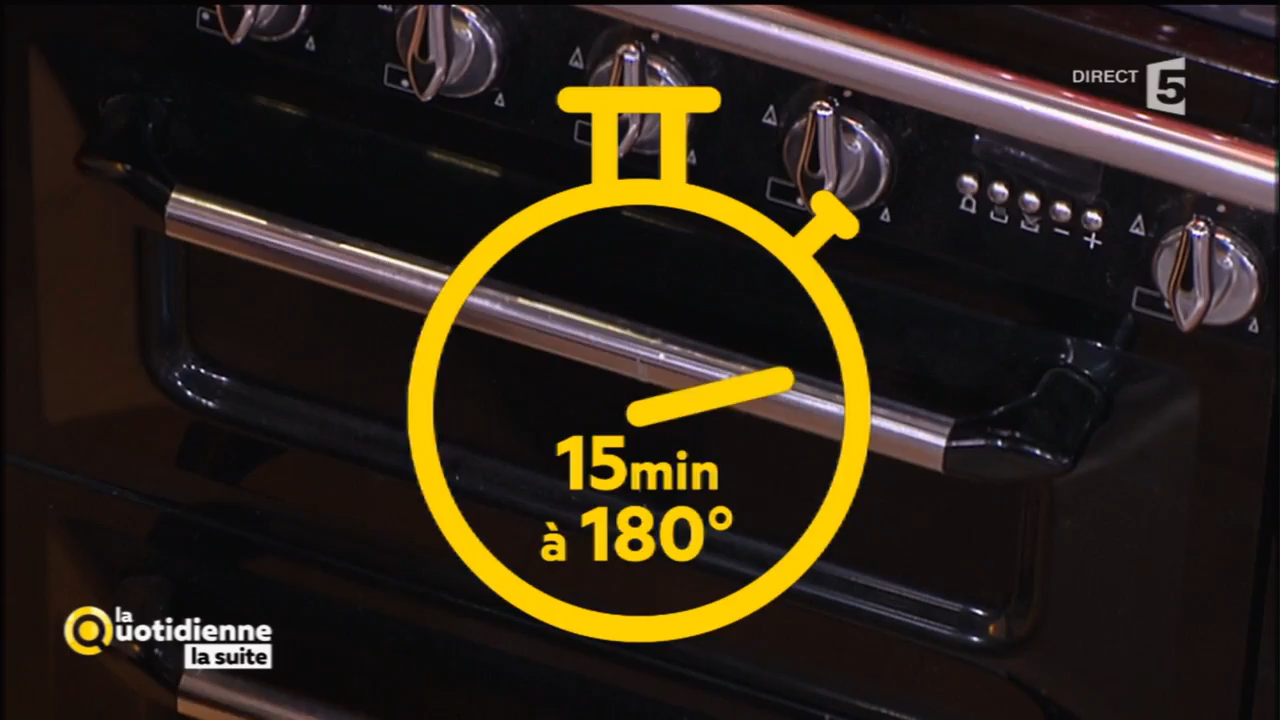 DIRECT 5
15min
à 180°
la
Quotidienne
la suite